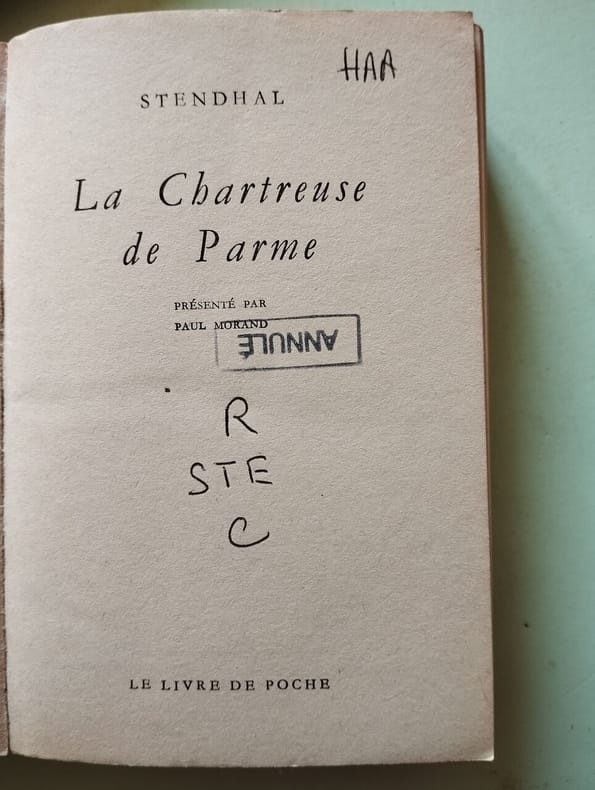 HAA
STENDHAL
La Chartreuse
de Parme
PRÉSENTÉ PAR
PAUL MORAND
ANNULÉ
R
STE
C
LE LIVRE DE POCHE